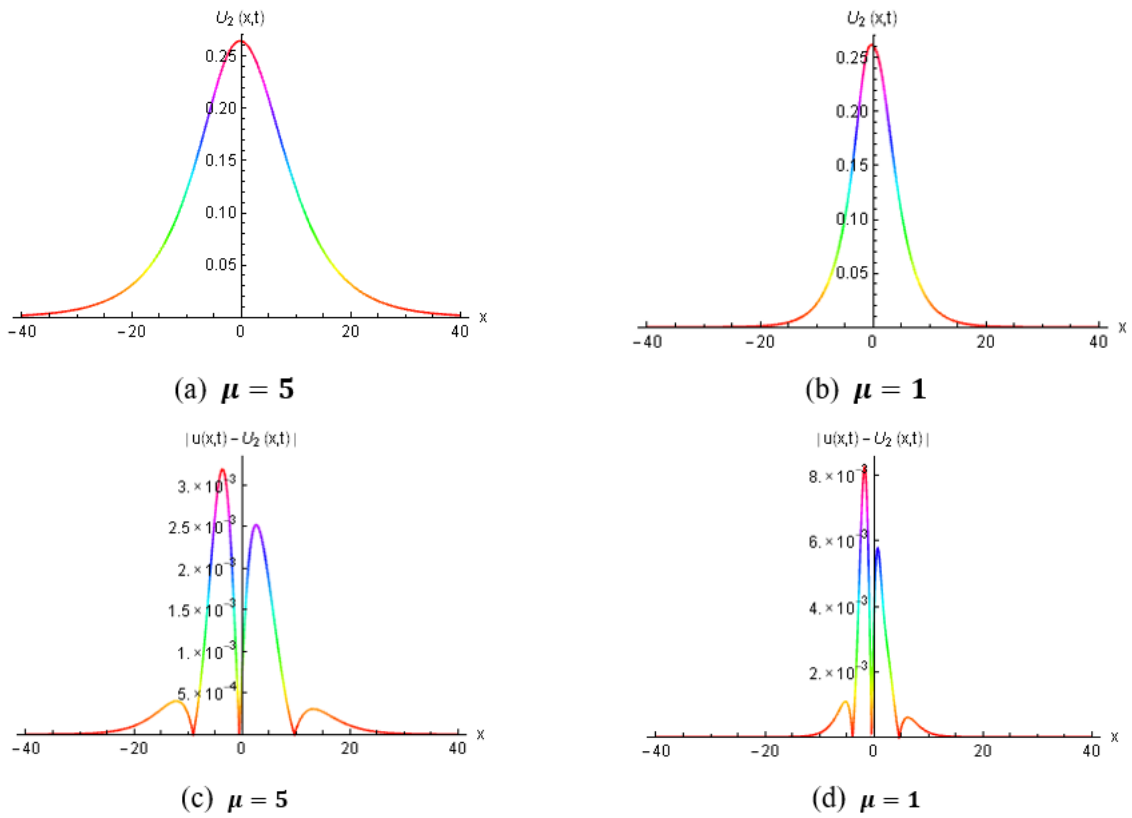 U₂ (x,t)
0.25
0.20
0.15
0.10
0.05
−40 −20 0 20 40 x
(a) μ = 5
U₂ (x,t)
0.25
0.20
0.15
0.10
0.05
−40 −20 0 20 40 x
(b) μ = 1
| u(x,t) − U₂ (x,t) |
3.×10⁻³
2.5×10⁻³
2.×10⁻³
1.5×10⁻³
1.×10⁻³
5.×10⁻⁴
−40 −20 0 20 40 x
(c) μ = 5
| u(x,t) − U₂ (x,t) |
8.×10⁻³
6.×10⁻³
4.×10⁻³
2.×10⁻³
−40 −20 0 20 40 x
(d) μ = 1